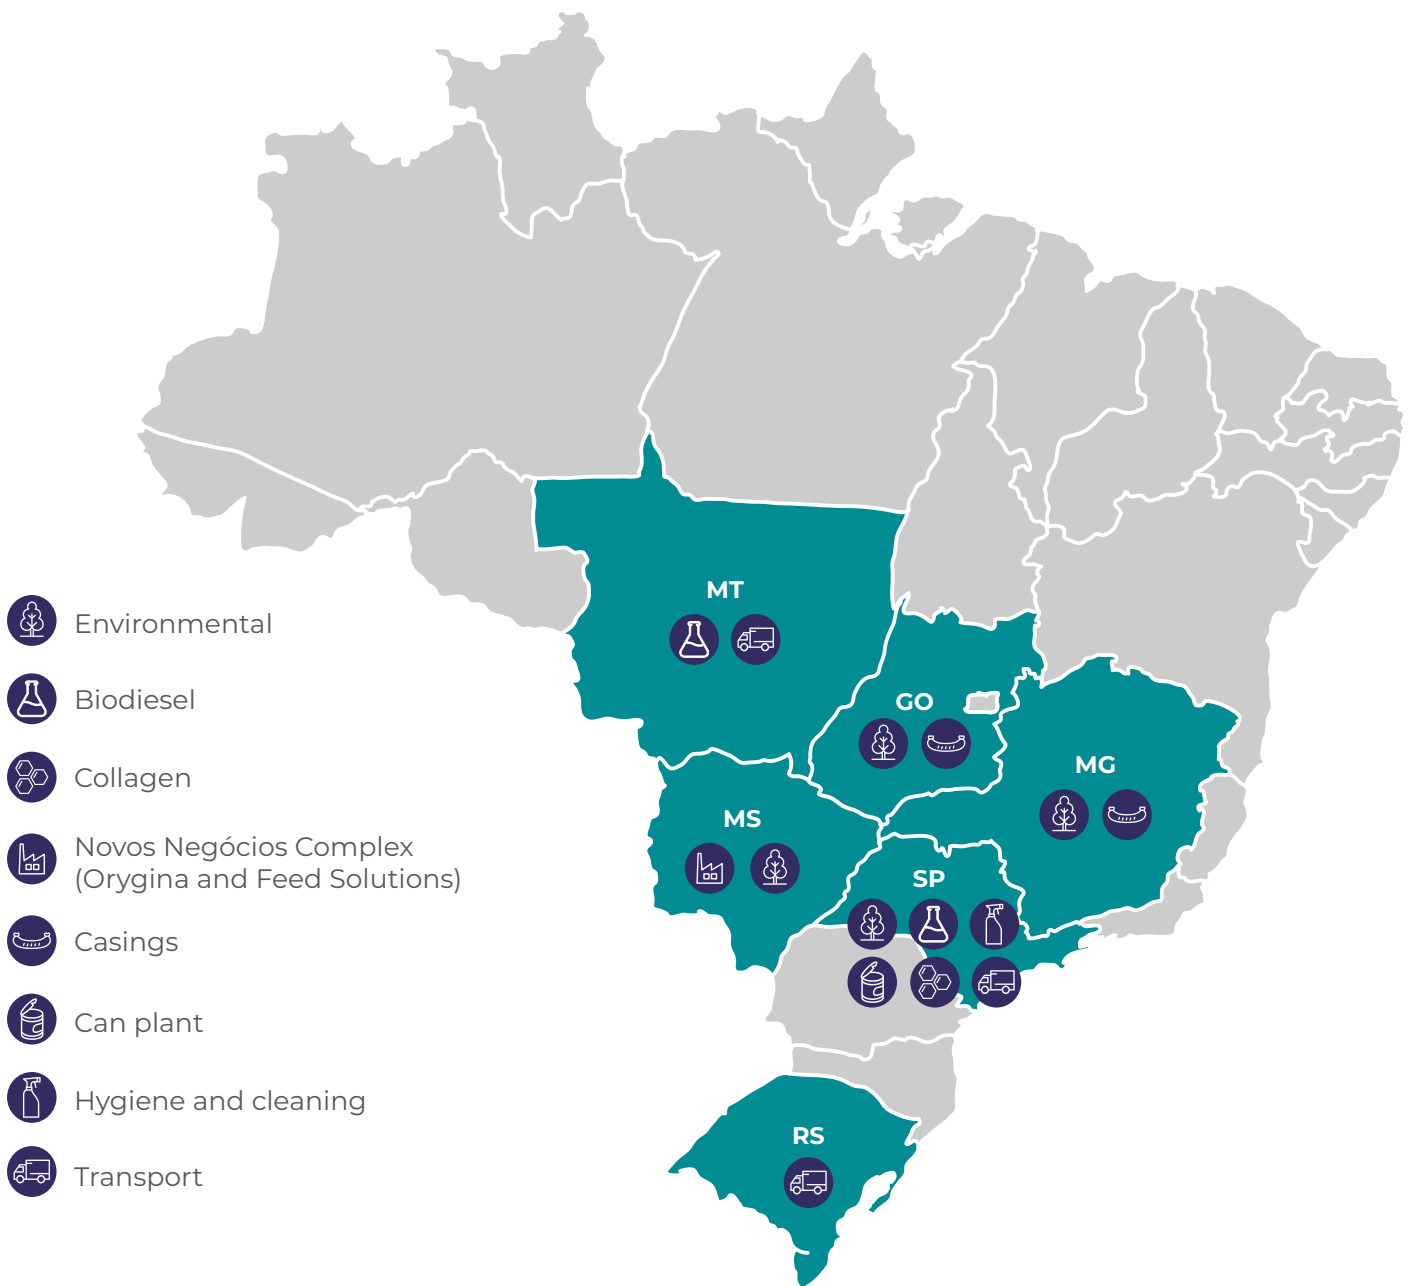 MT
GO
MG
MS
SP
RS
Environmental
Biodiesel
Collagen
Novos Negócios Complex
(Orygina and Feed Solutions)
Casings
Can plant
Hygiene and cleaning
Transport